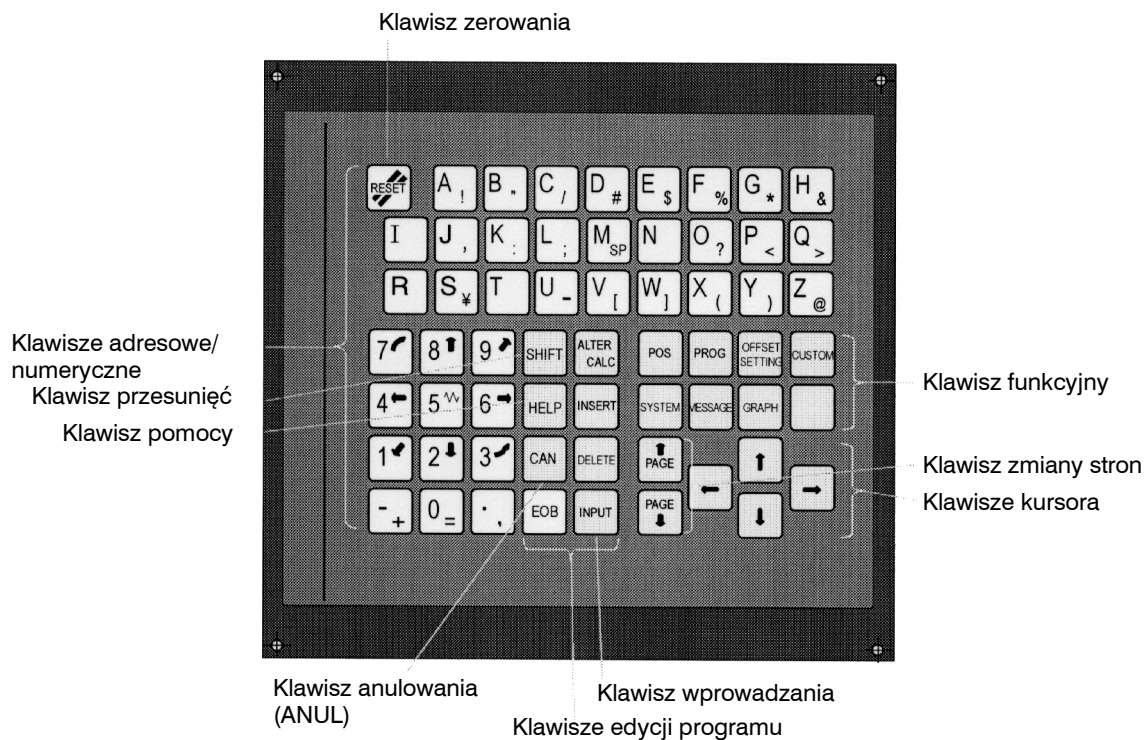 Klawisz zerowania
RESET A ! B " C / D # E $ F % G * H &
I J , K : L ; M SP N O ? P < Q >
R S ¥ T U _ V [ W ] X ( Y ) Z @
Klawisze adresowe/
numeryczne
Klawisz przesunięć
Klawisz pomocy
7 8 9 SHIFT ALTER CALC POS PROG OFFSET SETTING CUSTOM
4 5 6 HELP INSERT SYSTEM MESSAGE GRAPH
1 2 3 CAN DELETE PAGE
- + 0 = . , EOB INPUT PAGE
Klawisz funkcyjny
Klawisz zmiany stron
Klawisze kursora
Klawisz anulowania
(ANUL)
Klawisz wprowadzania
Klawisze edycji programu